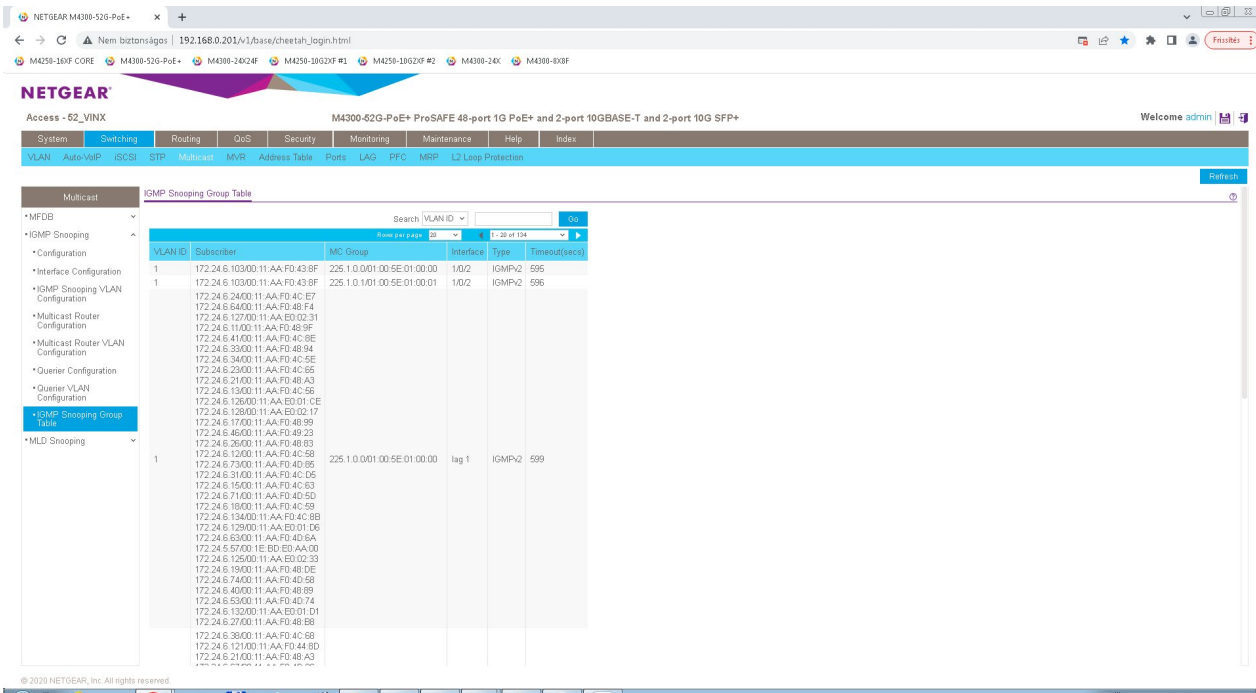 NETGEAR M4300-52G-PoE+
Nem biztonságos | 192.168.0.201/v1/base/cheetah_login.html
Frissítés
M4250-16XF CORE M4300-52G-PoE+ M4300-24X24F M4250-10G2XF #1 M4250-10G2XF #2 M4300-24X M4300-8X8F
NETGEAR®
Access - 52_VINX
M4300-52G-PoE+ ProSAFE 48-port 1G PoE+ and 2-port 10GBASE-T and 2-port 10G SFP+
Welcome admin
System Switching Routing QoS Security Monitoring Maintenance Help Index
VLAN Auto-VoIP iSCSI STP Multicast MVR Address Table Ports LAG PFC MRP L2 Loop Protection
Refresh
Multicast
•MFDB
•IGMP Snooping
•Configuration
•Interface Configuration
•IGMP Snooping VLAN
Configuration
•Multicast Router
Configuration
•Multicast Router VLAN
Configuration
•Querier Configuration
•Querier VLAN
Configuration
•IGMP Snooping Group
Table
•MLD Snooping
IGMP Snooping Group Table
Search VLAN ID Go
Rows per page 20 1 - 20 of 134
VLAN ID Subscriber MC Group Interface Type Timeout(secs)
1 172.24.6.103/00:11:AA:F0:43:8F 225.1.0.0/01:00:5E:01:00:00 1/0/2 IGMPv2 595
1 172.24.6.103/00:11:AA:F0:43:8F 225.1.0.1/01:00:5E:01:00:01 1/0/2 IGMPv2 596
172.24.6.24/00:11:AA:F0:4C:E7
172.24.6.64/00:11:AA:F0:48:F4
172.24.6.127/00:11:AA:E0:02:31
172.24.6.11/00:11:AA:F0:48:9F
172.24.6.41/00:11:AA:F0:4C:8E
172.24.6.33/00:11:AA:F0:48:94
172.24.6.34/00:11:AA:F0:4C:5E
172.24.6.23/00:11:AA:F0:4C:65
172.24.6.21/00:11:AA:F0:48:A3
172.24.6.13/00:11:AA:F0:4C:56
172.24.6.126/00:11:AA:E0:01:CE
172.24.6.128/00:11:AA:E0:02:17
172.24.6.17/00:11:AA:F0:48:99
172.24.6.46/00:11:AA:F0:49:23
172.24.6.26/00:11:AA:F0:48:83
172.24.6.12/00:11:AA:F0:4C:58
1 172.24.6.73/00:11:AA:F0:4D:85 225.1.0.0/01:00:5E:01:00:00 lag 1 IGMPv2 599
172.24.6.31/00:11:AA:F0:4C:D5
172.24.6.15/00:11:AA:F0:4C:63
172.24.6.71/00:11:AA:F0:4D:5D
172.24.6.18/00:11:AA:F0:4C:59
172.24.6.134/00:11:AA:F0:4C:8B
172.24.6.129/00:11:AA:E0:01:D6
172.24.6.63/00:11:AA:F0:4D:6A
172.24.5.57/00:1E:BD:E0:AA:00
172.24.6.125/00:11:AA:E0:02:33
172.24.6.19/00:11:AA:F0:48:DE
172.24.6.74/00:11:AA:F0:4D:58
172.24.6.40/00:11:AA:F0:48:89
172.24.6.53/00:11:AA:F0:4D:74
172.24.6.132/00:11:AA:E0:01:D1
172.24.6.27/00:11:AA:F0:48:B8
172.24.6.38/00:11:AA:F0:4C:68
172.24.6.121/00:11:AA:F0:44:8D
172.24.6.21/00:11:AA:F0:48:A3
© 2020 NETGEAR, Inc. All rights reserved.